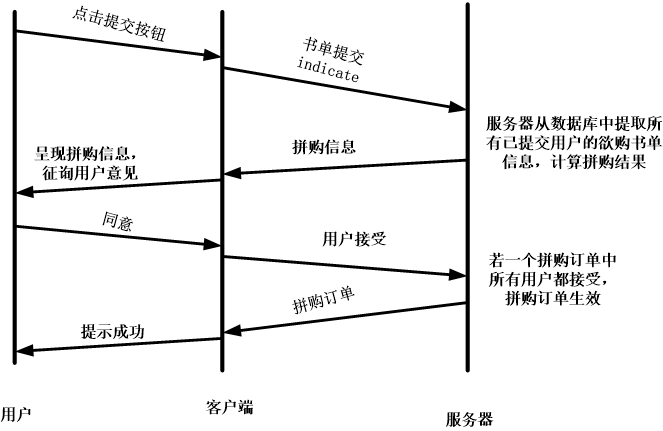 点击提交按钮
书单提交
indicate
服务器从数据库中提取所
有已提交用户的欲购书单
信息，计算拼购结果
拼购信息
呈现拼购信息，
征询用户意见
同意
用户接受
若一个拼购订单中
所有用户都接受，
拼购订单生效
拼购订单
提示成功
用户
客户端
服务器